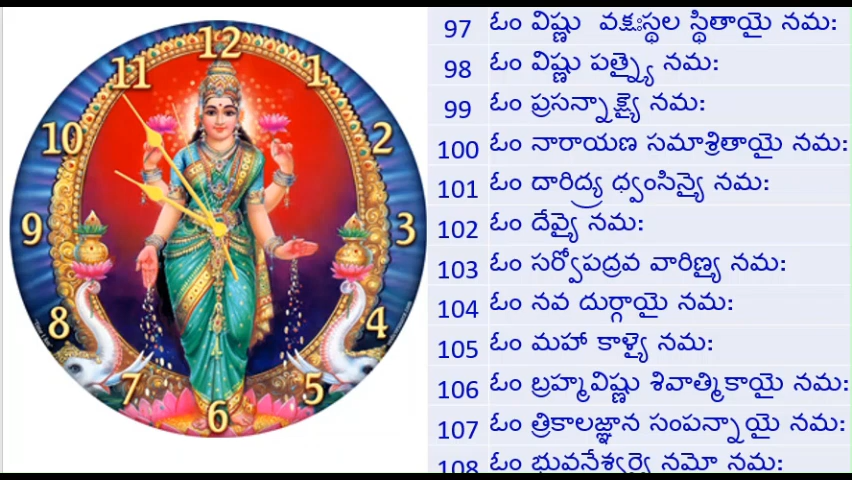 12
1
2
3
4
5
6
7
8
9
10
11
97 ఓం విష్ణు వక్షఃస్థల స్థితాయై నమ:
98 ఓం విష్ణు పత్న్యై నమ:
99 ఓం ప్రసన్నాక్ష్యై నమ:
100 ఓం నారాయణ సమాశ్రితాయై నమ:
101 ఓం దారిద్ర్య ధ్వంసిన్యై నమ:
102 ఓం దేవ్యై నమ:
103 ఓం సర్వోపద్రవ వారిణ్య నమ:
104 ఓం నవ దుర్గాయై నమ:
105 ఓం మహా కాళ్యై నమ:
106 ఓం బ్రహ్మవిష్ణు శివాత్మికాయై నమ:
107 ఓం త్రికాలజ్ఞాన సంపన్నాయై నమ:
108 ఓం భువనేశ్వర్యై నమో నమ: